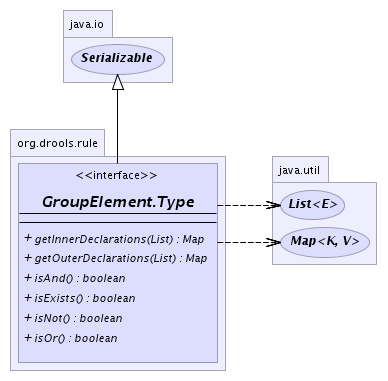 java.io
Serializable
org.drools.rule
<<interface>>
GroupElement.Type
+ getInnerDeclarations(List) : Map
+ getOuterDeclarations(List) : Map
+ isAnd() : boolean
+ isExists() : boolean
+ isNot() : boolean
+ isOr() : boolean
java.util
List<E>
Map<K, V>